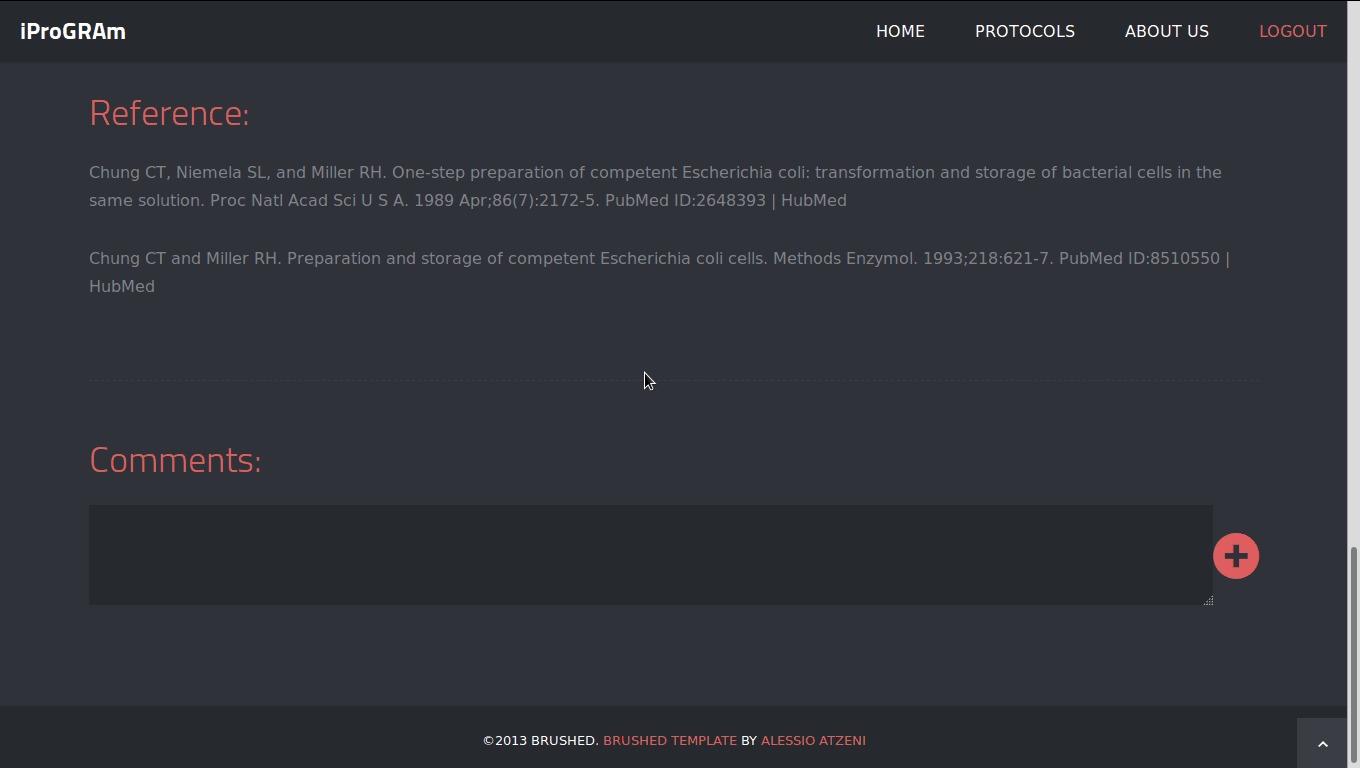 iProGRAm
HOME PROTOCOLS ABOUT US LOGOUT
Reference:
Chung CT, Niemela SL, and Miller RH. One-step preparation of competent Escherichia coli: transformation and storage of bacterial cells in the
same solution. Proc Natl Acad Sci U S A. 1989 Apr;86(7):2172-5. PubMed ID:2648393 | HubMed
Chung CT and Miller RH. Preparation and storage of competent Escherichia coli cells. Methods Enzymol. 1993;218:621-7. PubMed ID:8510550 |
HubMed
Comments:
©2013 BRUSHED. BRUSHED TEMPLATE BY ALESSIO ATZENI